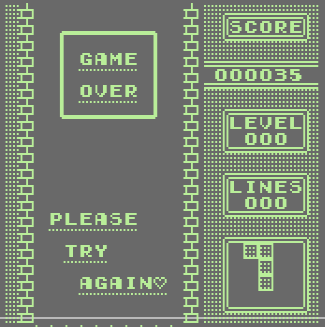 GAME
OVER
PLEASE
TRY
AGAIN♡
SCORE
000035
LEVEL
000
LINES
000